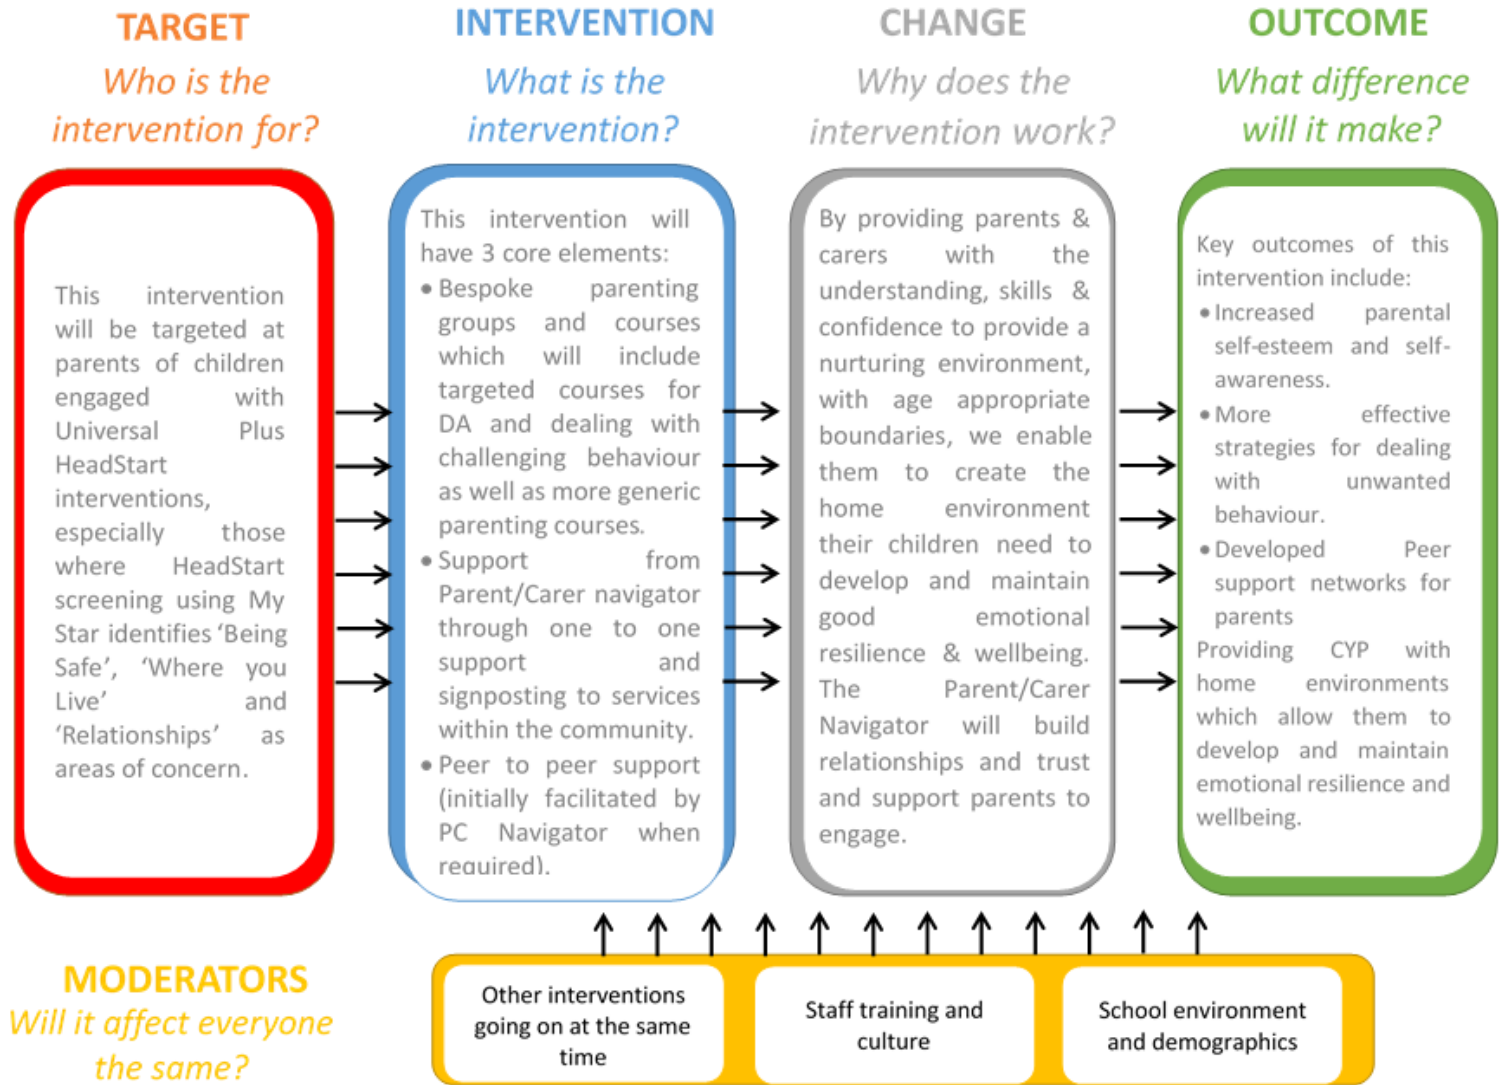 TARGET
Who is the
intervention for?
This intervention
will be targeted at
parents of children
engaged with
Universal Plus
HeadStart
interventions,
especially those
where HeadStart
screening using My
Star identifies ‘Being
Safe’, ‘Where you
Live’ and
‘Relationships’ as
areas of concern.
INTERVENTION
What is the
intervention?
This intervention will
have 3 core elements:
• Bespoke parenting
groups and courses
which will include
targeted courses for
DA and dealing with
challenging behaviour
as well as more generic
parenting courses.
• Support from
Parent/Carer navigator
through one to one
support and
signposting to services
within the community.
• Peer to peer support
(initially facilitated by
PC Navigator when
required).
CHANGE
Why does the
intervention work?
By providing parents &
carers with the
understanding, skills &
confidence to provide a
nurturing environment,
with age appropriate
boundaries, we enable
them to create the
home environment
their children need to
develop and maintain
good emotional
resilience & wellbeing.
The Parent/Carer
Navigator will build
relationships and trust
and support parents to
engage.
OUTCOME
What difference
will it make?
Key outcomes of this
intervention include:
• Increased parental
self-esteem and self-
awareness.
• More effective
strategies for dealing
with unwanted
behaviour.
• Developed Peer
support networks for
parents
Providing CYP with
home environments
which allow them to
develop and maintain
emotional resilience and
wellbeing.
MODERATORS
Will it affect everyone
the same?
Other interventions
going on at the same
time
Staff training and
culture
School environment
and demographics